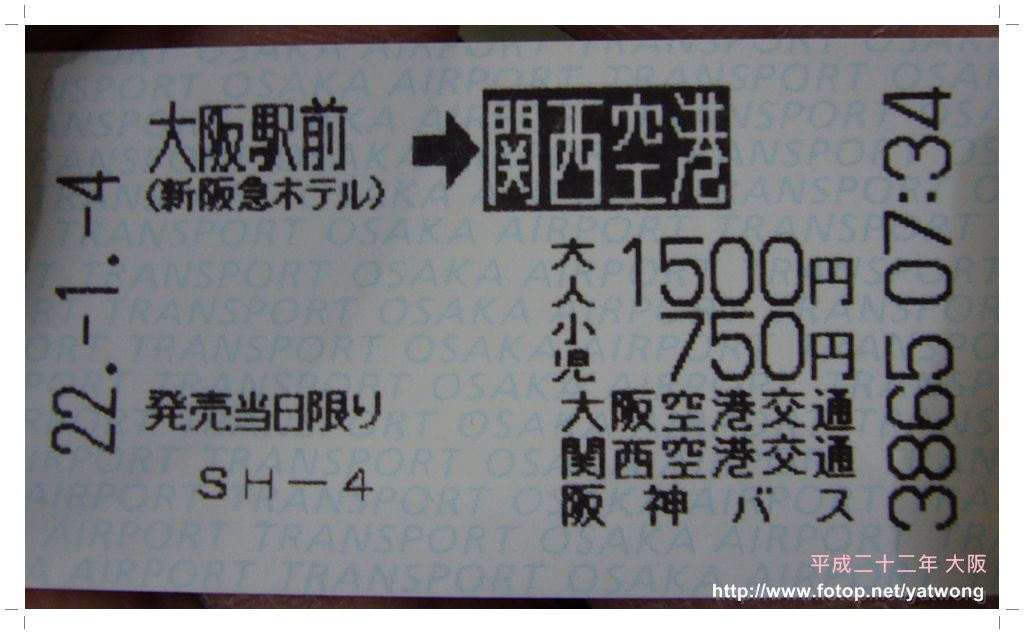 22.-1.-4
大阪駅前
(新阪急ホテル)
➡
関西空港
大人 1500円
小児 750円
発売当日限り
SH-4
大阪空港交通
関西空港交通
阪神バス
3865 07:34
平成二十二年 大阪
http://www.fotop.net/yatwong
OSAKA AIRPORT TRANSPORT